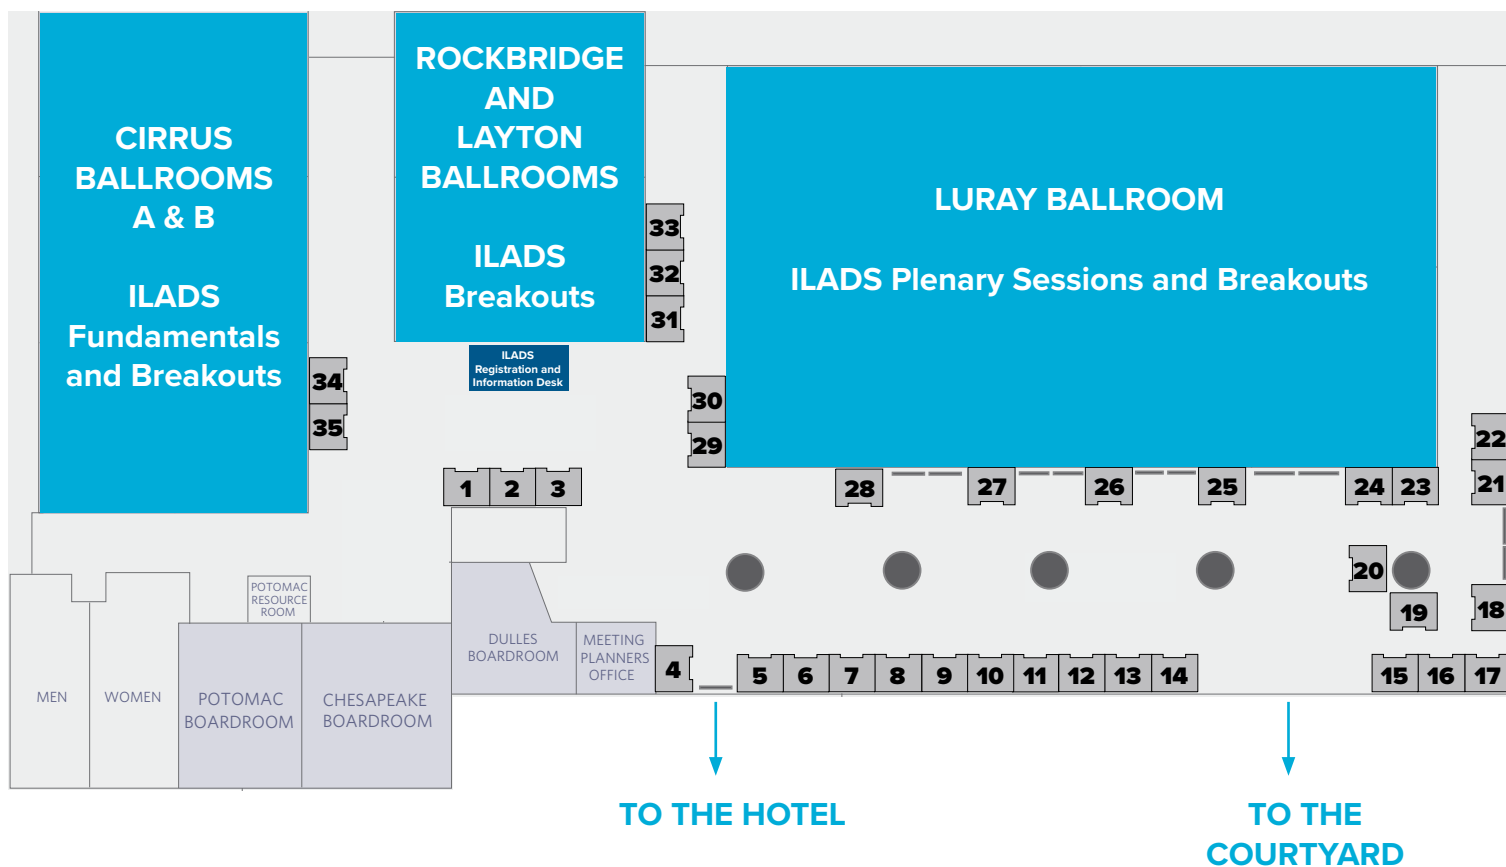 CIRRUS
BALLROOMS
A & B
ILADS
Fundamentals
and Breakouts
ROCKBRIDGE
AND
LAYTON
BALLROOMS
ILADS
Breakouts
LURAY BALLROOM
ILADS Plenary Sessions and Breakouts
33
32
31
ILADS
Registration and
Information Desk
34
35
30
29
22
21
1 2 3
28 27 26 25 24 23
20
19
18
POTOMAC
RESOURCE
ROOM
DULLES
BOARDROOM
MEETING
PLANNERS
OFFICE
4 5 6 7 8 9 10 11 12 13 14 15 16 17
MEN
WOMEN
POTOMAC
BOARDROOM
CHESAPEAKE
BOARDROOM
TO THE HOTEL
TO THE
COURTYARD